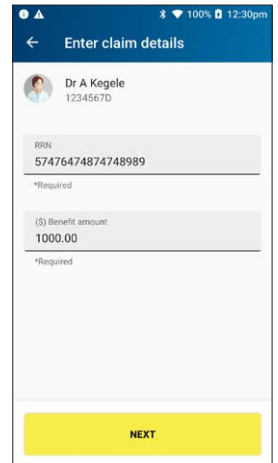 100% 12:30pm
Enter claim details
Dr A Kegele
1234567D
RRN
57476474874748989
*Required
($) Benefit amount
1000.00
*Required
NEXT